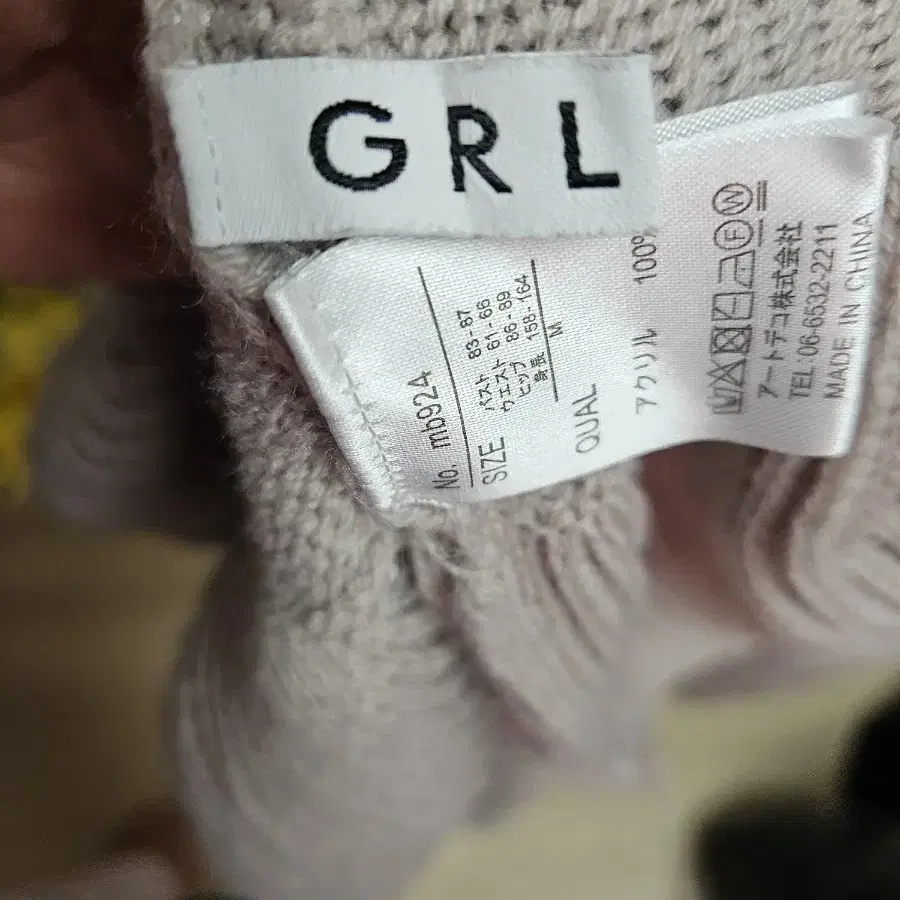 GRL
No. mb924
SIZE
バスト 83-87
ウエスト 61-66
ヒップ 86-89
身長 158-164
M
QUAL
アクリル 100%
F W
アートデコ株式会社
TEL 06-6532-2211
MADE IN CHINA